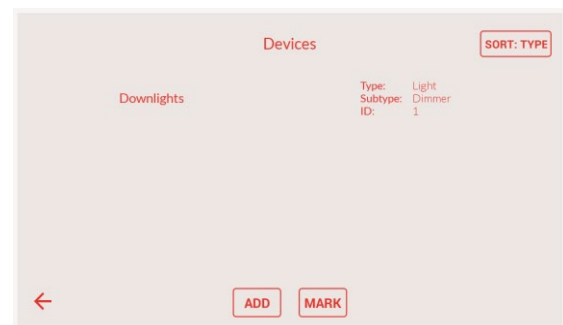 Devices
SORT: TYPE
Downlights
Type: Light
Subtype: Dimmer
ID: 1
ADD
MARK